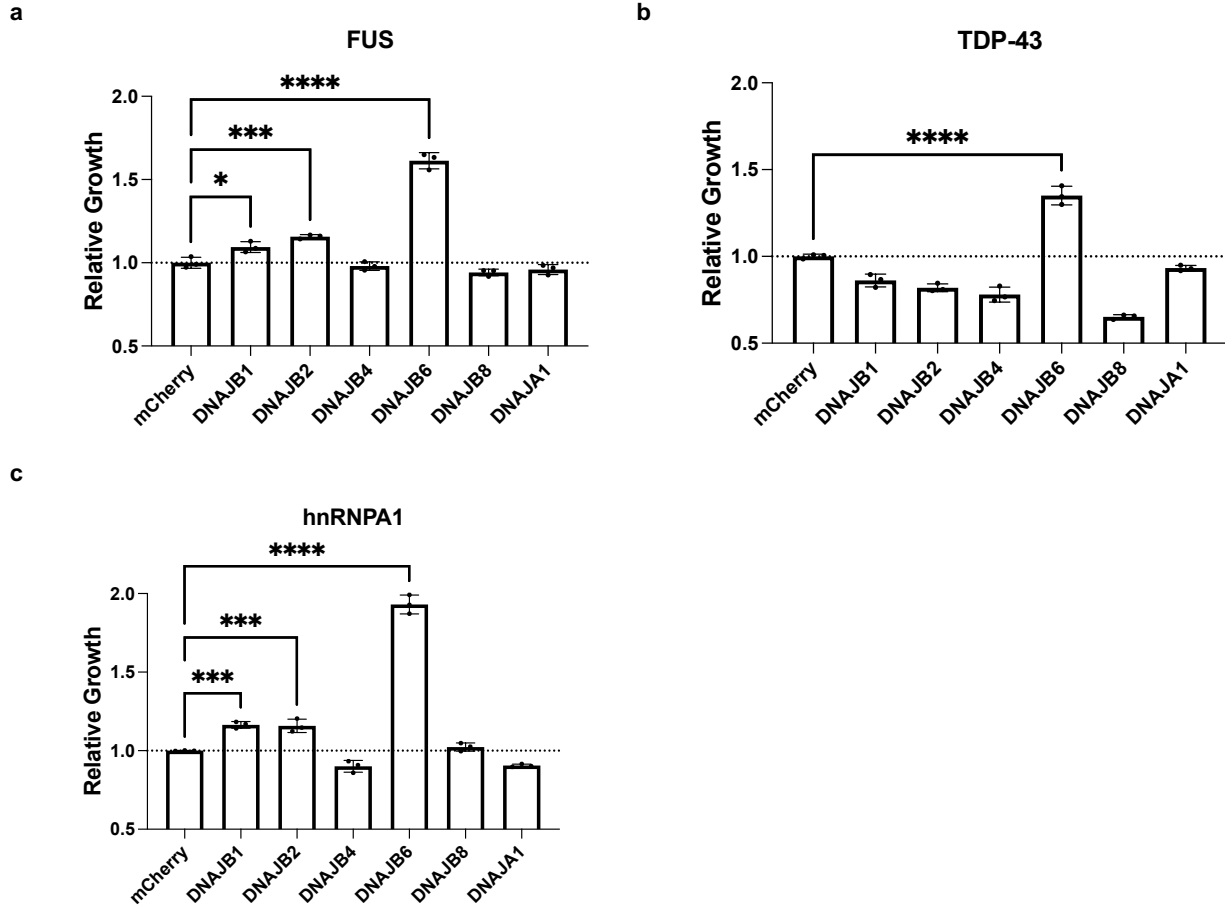 a
FUS
****
***
*
2.0
1.5
1.0
0.5
Relative Growth
mCherry
DNAJB1
DNAJB2
DNAJB4
DNAJB6
DNAJB8
DNAJA1
b
TDP-43
****
2.0
1.5
1.0
0.5
Relative Growth
mCherry
DNAJB1
DNAJB2
DNAJB4
DNAJB6
DNAJB8
DNAJA1
c
hnRNPA1
****
***
***
2.0
1.5
1.0
0.5
Relative Growth
mCherry
DNAJB1
DNAJB2
DNAJB4
DNAJB6
DNAJB8
DNAJA1